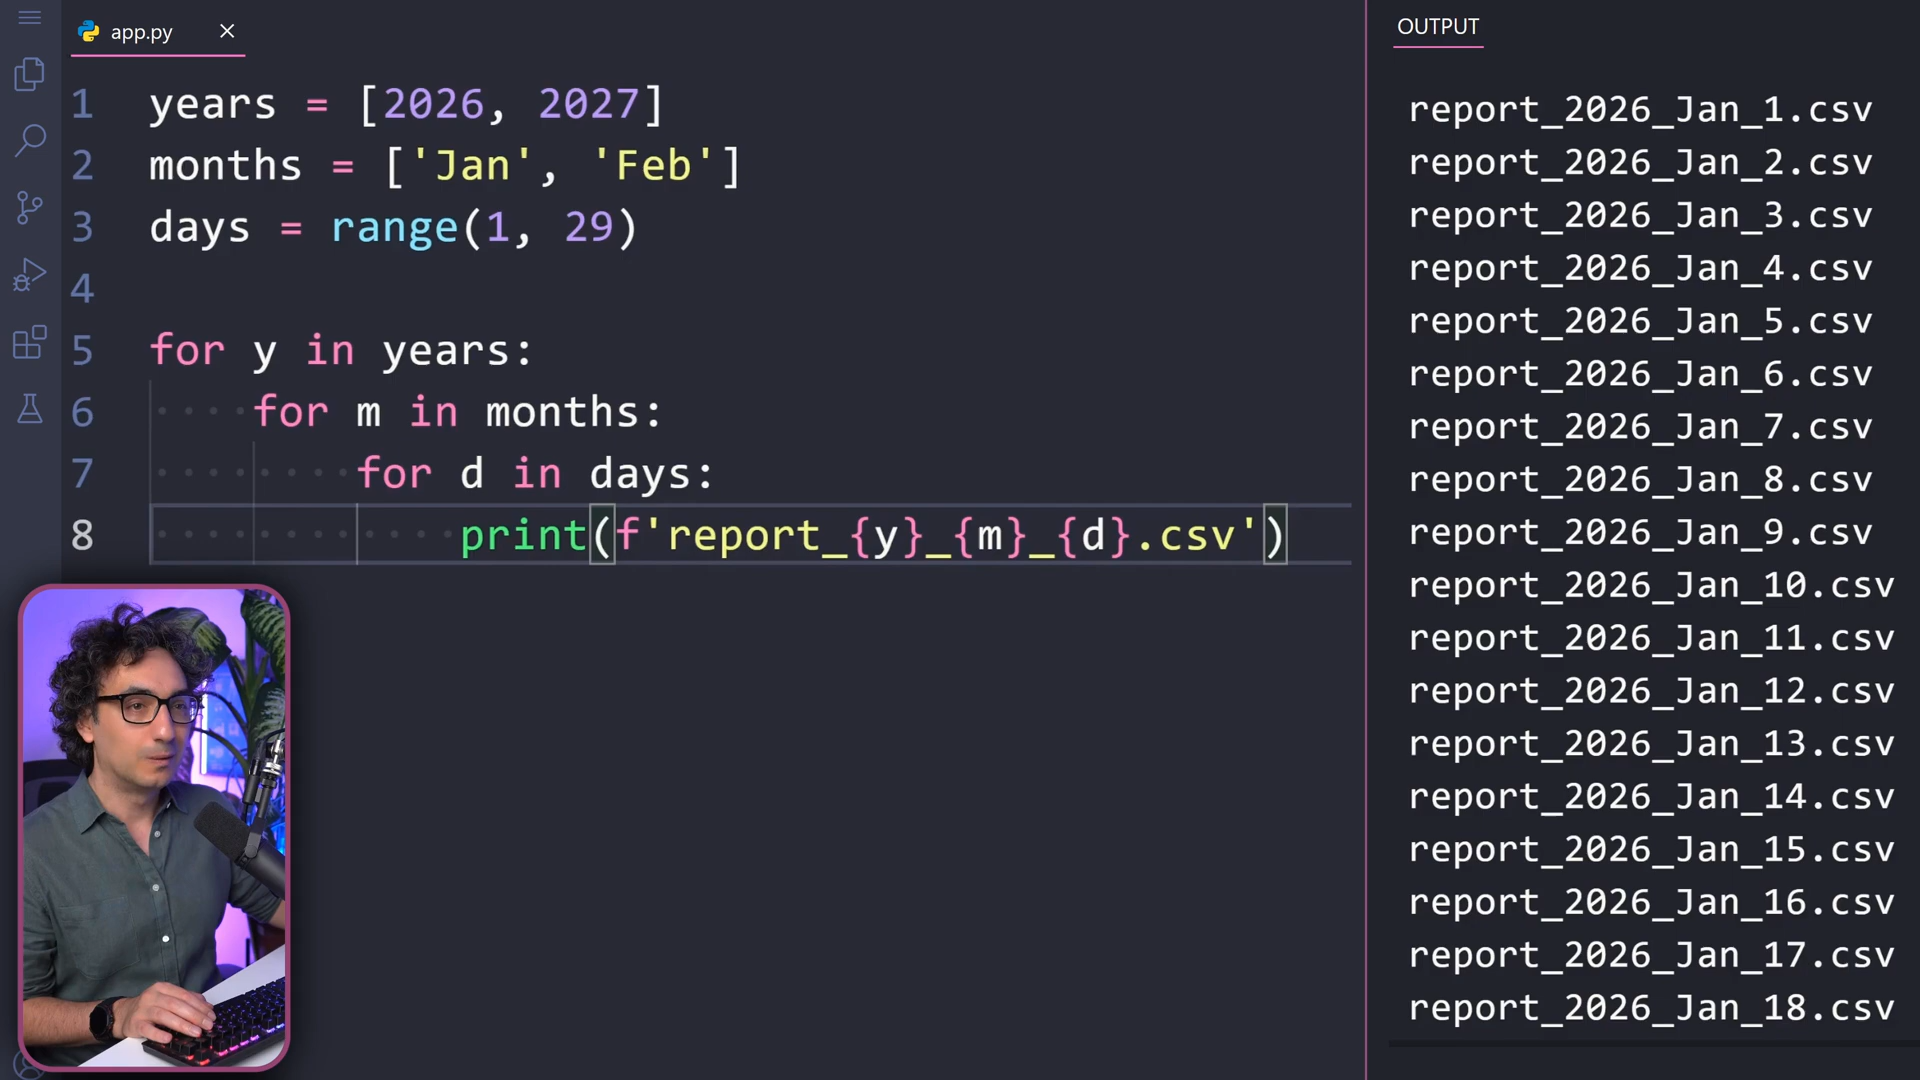 app.py
OUTPUT
1 years = [2026, 2027]
2 months = ['Jan', 'Feb']
3 days = range(1, 29)
4
5 for y in years:
6 ····for m in months:
7 ········for d in days:
8 ············print(f'report_{y}_{m}_{d}.csv')
report_2026_Jan_1.csv
report_2026_Jan_2.csv
report_2026_Jan_3.csv
report_2026_Jan_4.csv
report_2026_Jan_5.csv
report_2026_Jan_6.csv
report_2026_Jan_7.csv
report_2026_Jan_8.csv
report_2026_Jan_9.csv
report_2026_Jan_10.csv
report_2026_Jan_11.csv
report_2026_Jan_12.csv
report_2026_Jan_13.csv
report_2026_Jan_14.csv
report_2026_Jan_15.csv
report_2026_Jan_16.csv
report_2026_Jan_17.csv
report_2026_Jan_18.csv